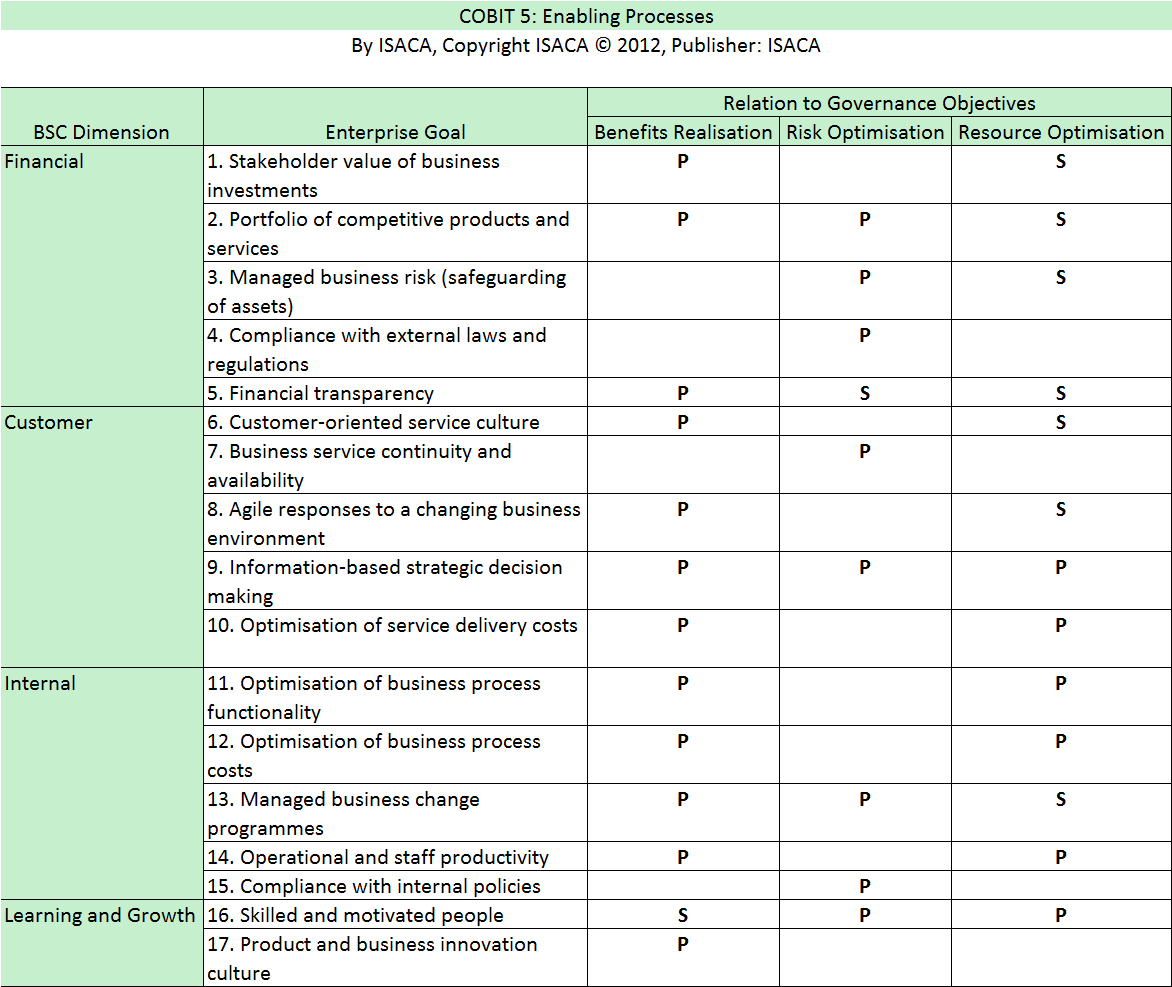 COBIT 5: Enabling Processes
By ISACA, Copyright ISACA © 2012, Publisher: ISACA
Relation to Governance Objectives
BSC Dimension Enterprise Goal Benefits Realisation Risk Optimisation Resource Optimisation
Financial 1. Stakeholder value of business P S
investments
2. Portfolio of competitive products and P P S
services
3. Managed business risk (safeguarding P S
of assets)
4. Compliance with external laws and P
regulations
5. Financial transparency P S S
Customer 6. Customer-oriented service culture P S
7. Business service continuity and P
availability
8. Agile responses to a changing business P S
environment
9. Information-based strategic decision P P P
making
10. Optimisation of service delivery costs P P
Internal 11. Optimisation of business process P P
functionality
12. Optimisation of business process P P
costs
13. Managed business change P P S
programmes
14. Operational and staff productivity P P
15. Compliance with internal policies P
Learning and Growth 16. Skilled and motivated people S P P
17. Product and business innovation P
culture